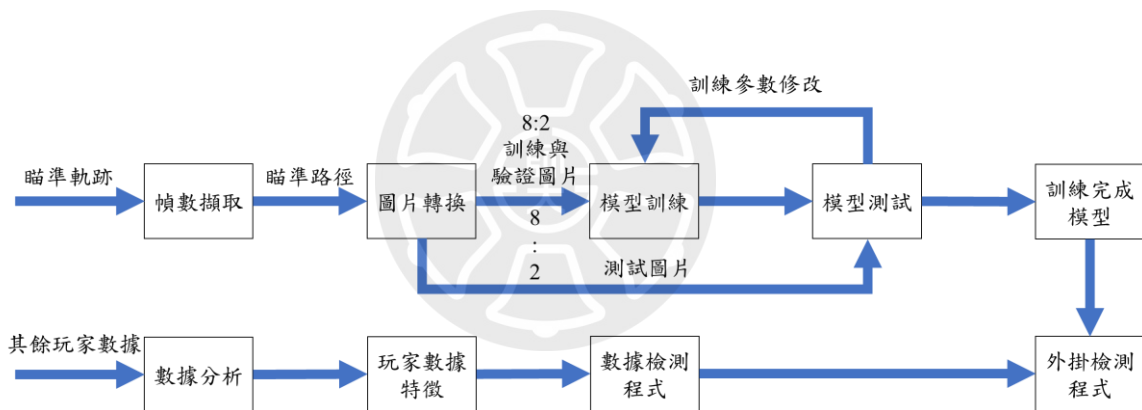 訓練參數修改
8:2
訓練與
驗證圖片
瞄準軌跡
幀數擷取
瞄準路徑
圖片轉換
模型訓練
模型測試
訓練完成
模型
8
:
2
測試圖片
其餘玩家數據
數據分析
玩家數據
特徵
數據檢測
程式
外掛檢測
程式